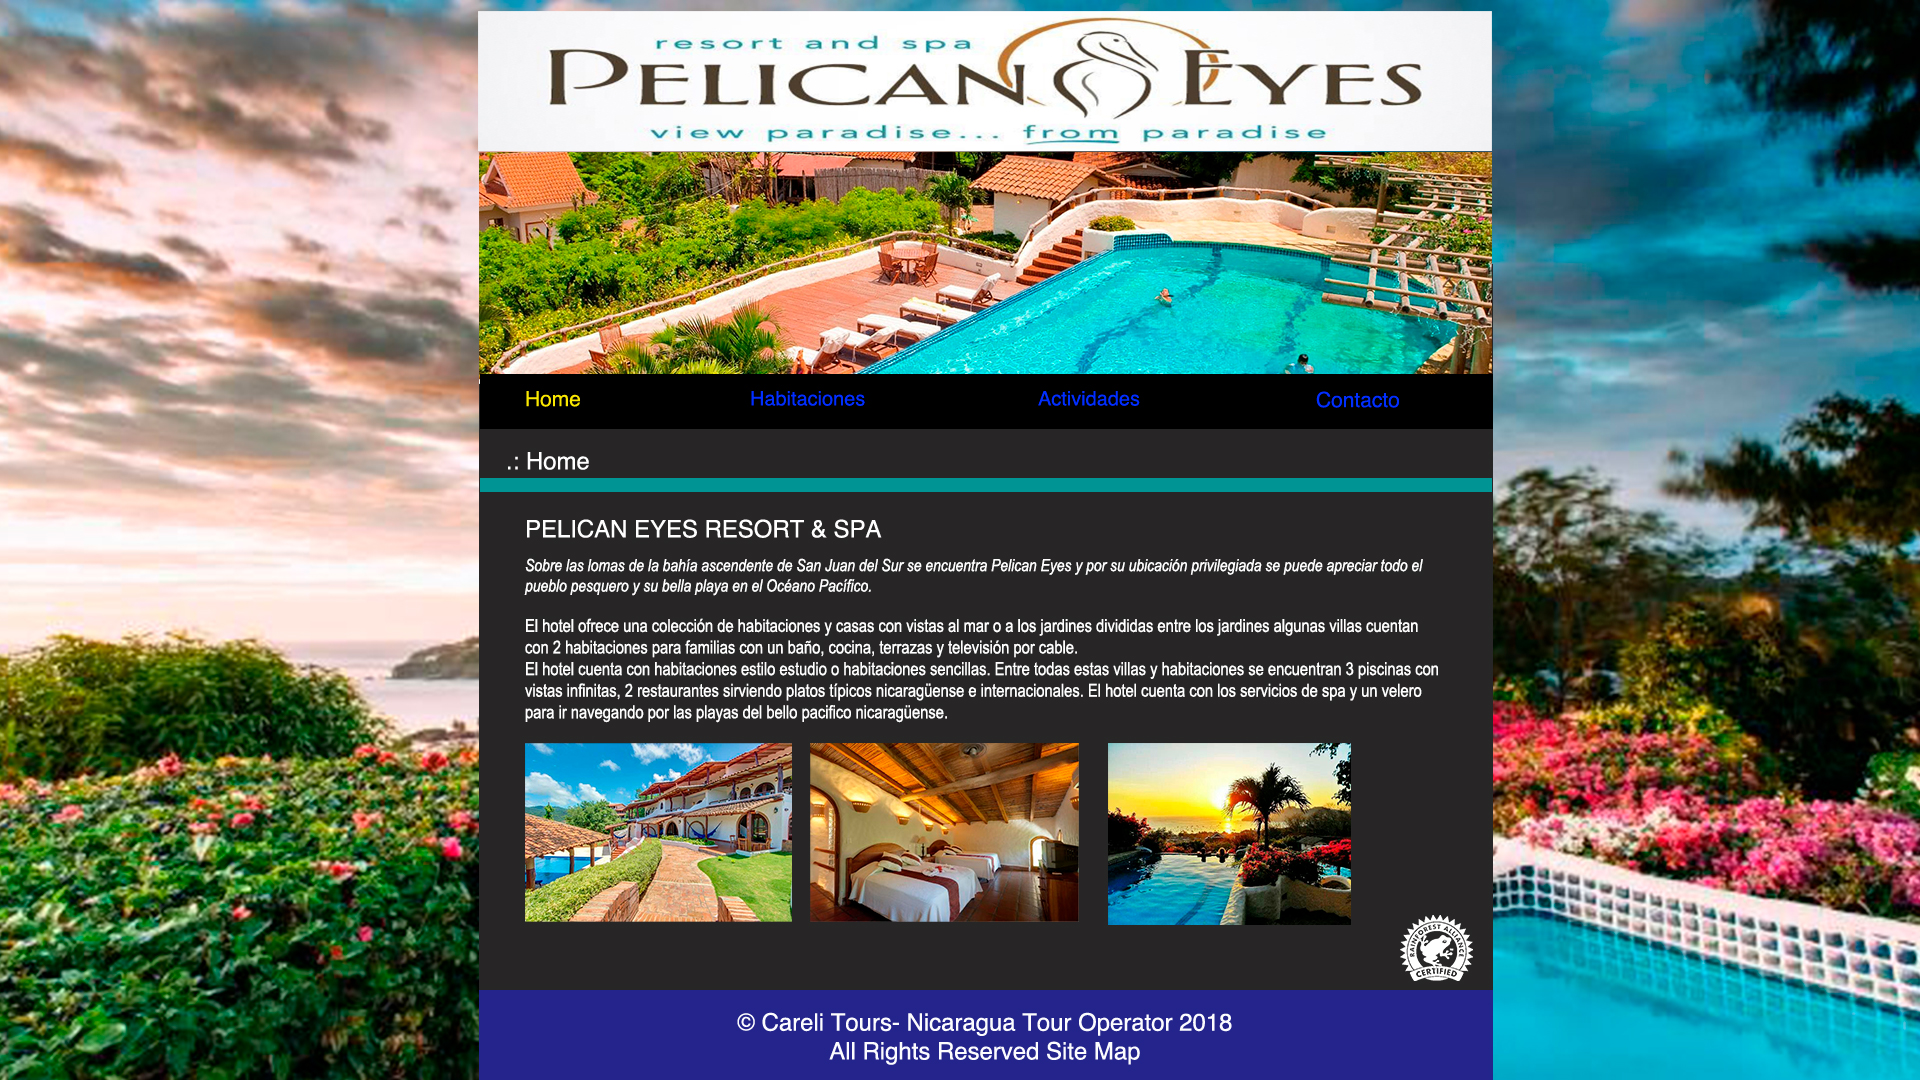 resort and spa
PELICAN EYES
view paradise... from paradise
Home Habitaciones Actividades Contacto
.: Home
PELICAN EYES RESORT & SPA
Sobre las lomas de la bahía ascendente de San Juan del Sur se encuentra Pelican Eyes y por su ubicación privilegiada se puede apreciar todo el
pueblo pesquero y su bella playa en el Océano Pacífico.
El hotel ofrece una colección de habitaciones y casas con vistas al mar o a los jardines divididas entre los jardines algunas villas cuentan
con 2 habitaciones para familias con un baño, cocina, terrazas y televisión por cable.
El hotel cuenta con habitaciones estilo estudio o habitaciones sencillas. Entre todas estas villas y habitaciones se encuentran 3 piscinas con
vistas infinitas, 2 restaurantes sirviendo platos típicos nicaragüense e internacionales. El hotel cuenta con los servicios de spa y un velero
para ir navegando por las playas del bello pacifico nicaragüense.
RAINFOREST ALLIANCE
CERTIFIED
© Careli Tours- Nicaragua Tour Operator 2018
All Rights Reserved Site Map